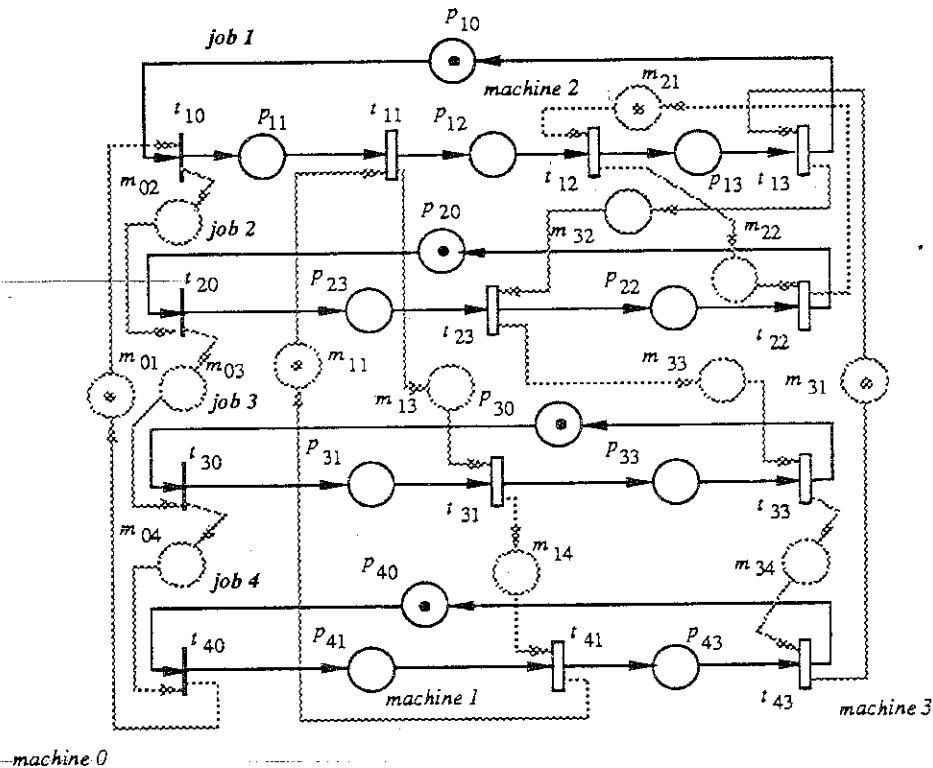 p10
job 1
machine 2
m21
t10
p11
t11
p12
t12
p13
t13
m02
job 2
p20
m32
m22
t20
p23
t23
p22
t22
m01
m03
job 3
m11
m13
p30
m33
m31
t30
p31
t31
p33
t33
m04
job 4
p40
m14
m34
t40
p41
t41
p43
t43
machine 1
machine 3
machine 0